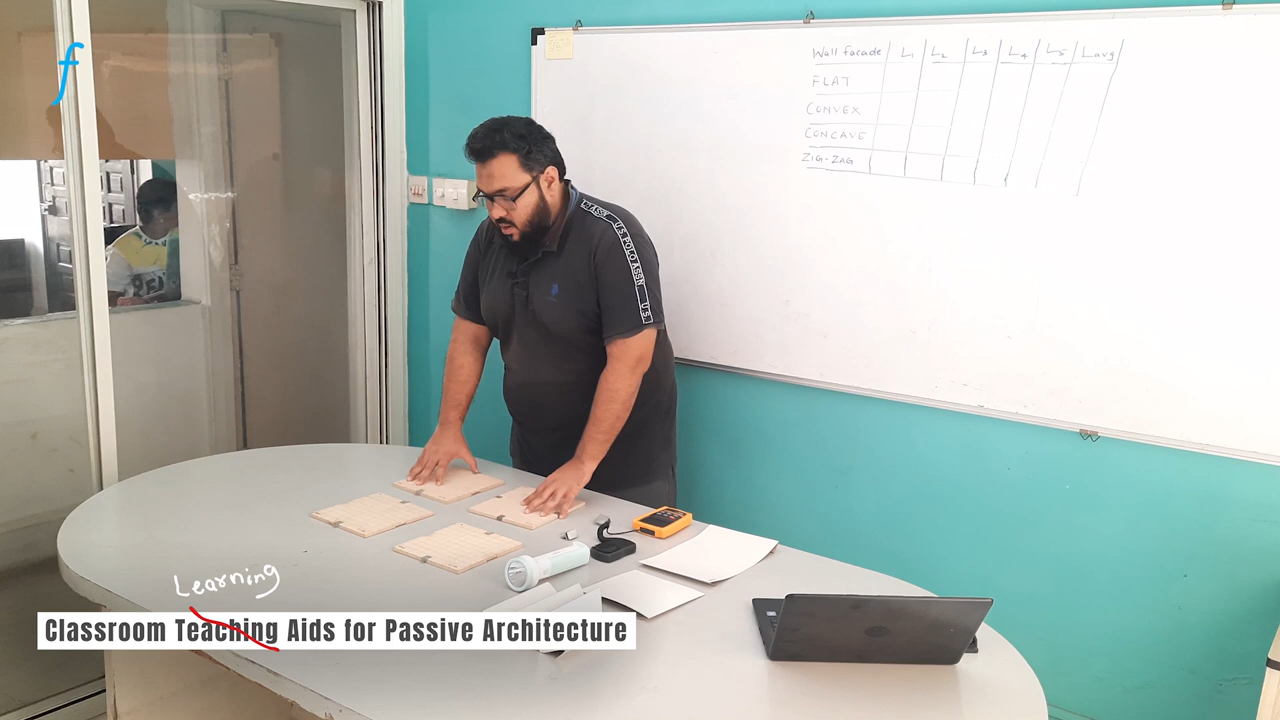 f
Wall facade L1 L2 L3 L4 L5 Lavg
FLAT
CONVEX
CONCAVE
ZIG-ZAG
U.S. POLO ASSN
U.S.
Learning
Classroom Teaching Aids for Passive Architecture